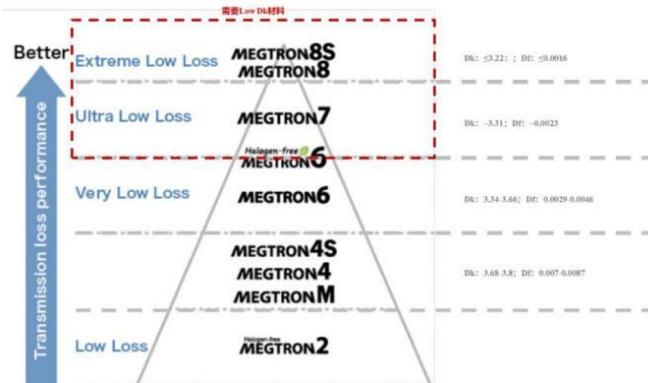 需要Low Dk材料
Better
Transmission loss performance
Extreme Low Loss
MEGTRON8S
MEGTRON8
Dk: ≤3.22; ; Df: ≤0.0016
Ultra Low Loss
MEGTRON7
Dk: ~3.31; Df: ~0.0023
Halogen-free
MEGTRON6
Very Low Loss
MEGTRON6
Dk: 3.34-3.66; Df: 0.0029-0.0046
MEGTRON4S
MEGTRON4
MEGTRONM
Dk: 3.68-3.8; Df: 0.007-0.0087
Low Loss
Halogen-free
MEGTRON2